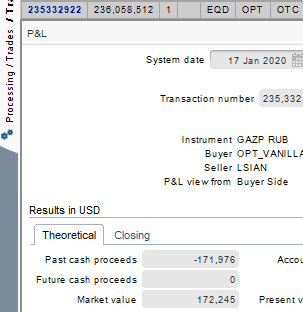 235332922 236,058,512 1 EQD OPT OTC
P&L
Processing / Trades /
System date 17 Jan 2020
Transaction number 235,332
Instrument GAZP RUB
Buyer OPT_VANILLA
Seller LSIAN
P&L view from Buyer Side
Results in USD
Theoretical Closing
Past cash proceeds -171,976
Future cash proceeds 0
Market value 172,245 Present v